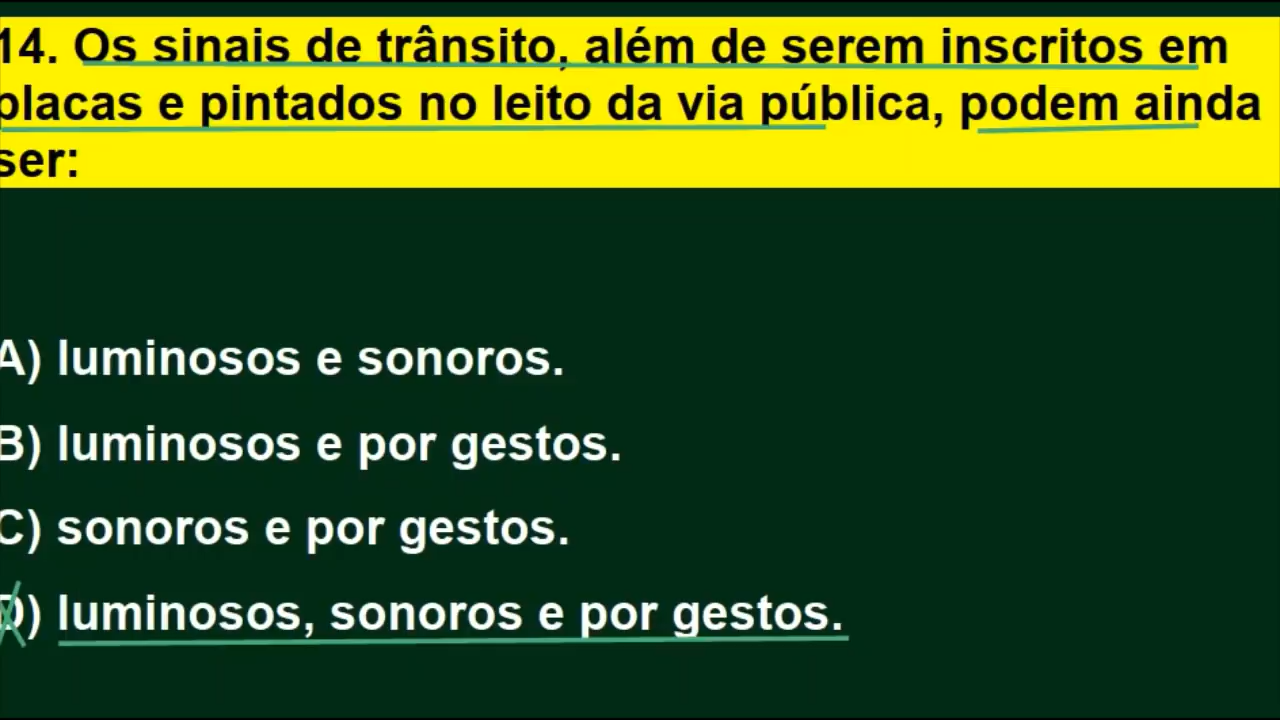 14. Os sinais de trânsito, além de serem inscritos em
placas e pintados no leito da via pública, podem ainda
ser:
A) luminosos e sonoros.
B) luminosos e por gestos.
C) sonoros e por gestos.
D) luminosos, sonoros e por gestos.